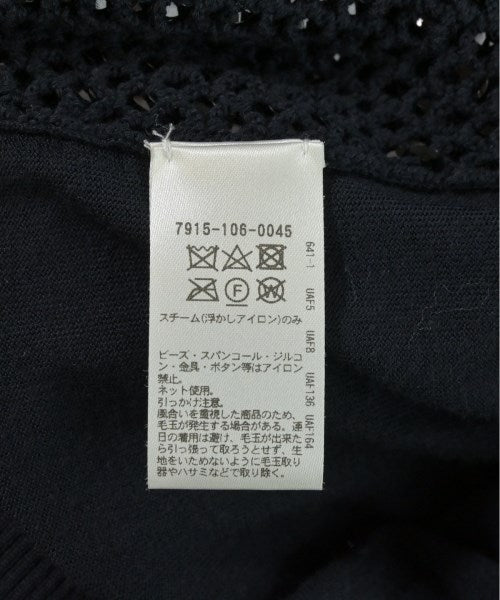 7915-106-0045
F W
スチーム(浮かしアイロン)のみ
ビーズ・スパンコール・ジルコ
ン・金具・ボタン等はアイロン
禁止。
ネット使用。
引っかけ注意。
風合いを重視した商品のため、
毛玉が発生する場合がある。連
日の着用は避け、毛玉が出来た
ら引っ張って取ろうとせず、生
地をいためないように毛玉取り
器やハサミなどで取り除く。
641-1 UAF5 UAF8 UAF136 UAF164